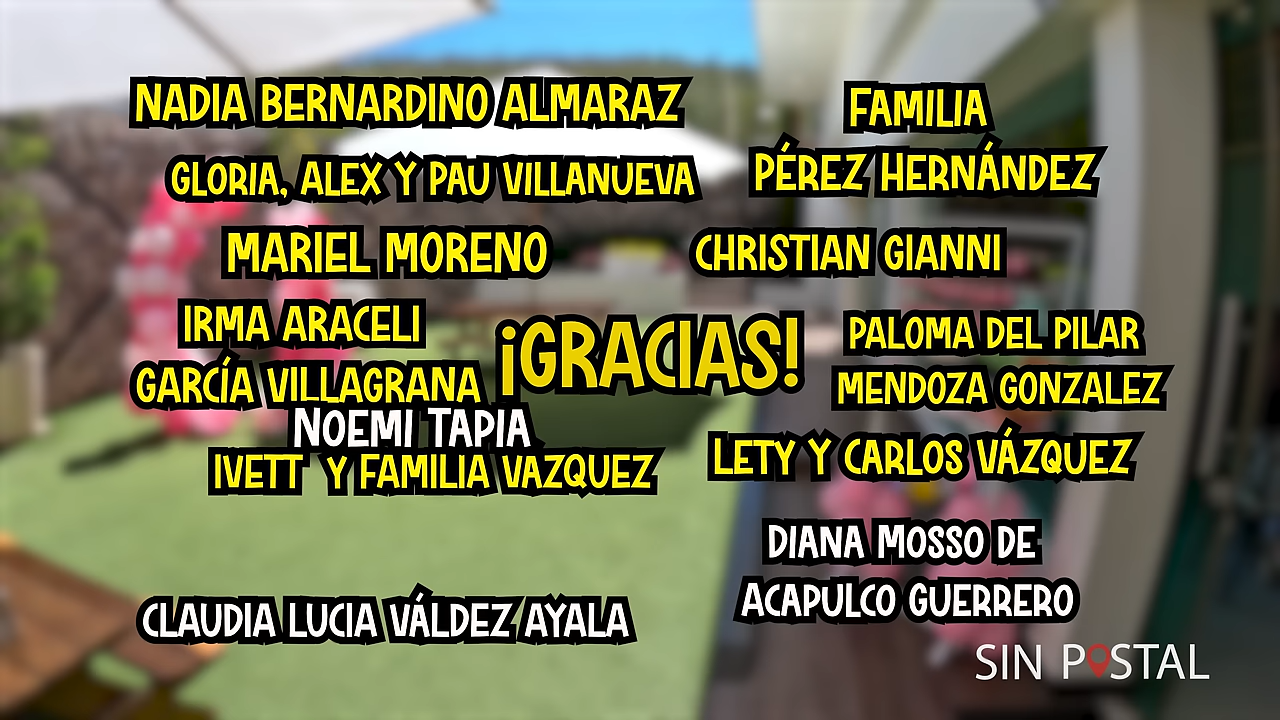 NADIA BERNARDINO ALMARAZ
FAMILIA
PÉREZ HERNÁNDEZ
GLORIA, ALEX Y PAU VILLANUEVA
MARIEL MORENO
CHRISTIAN GIANNI
IRMA ARACELI
GARCÍA VILLAGRANA
¡GRACIAS!
PALOMA DEL PILAR
MENDOZA GONZALEZ
NOEMI TAPIA
IVETT Y FAMILIA VAZQUEZ
LETY Y CARLOS VÁZQUEZ
DIANA MOSSO DE
ACAPULCO GUERRERO
CLAUDIA LUCIA VÁLDEZ AYALA
SIN POSTAL